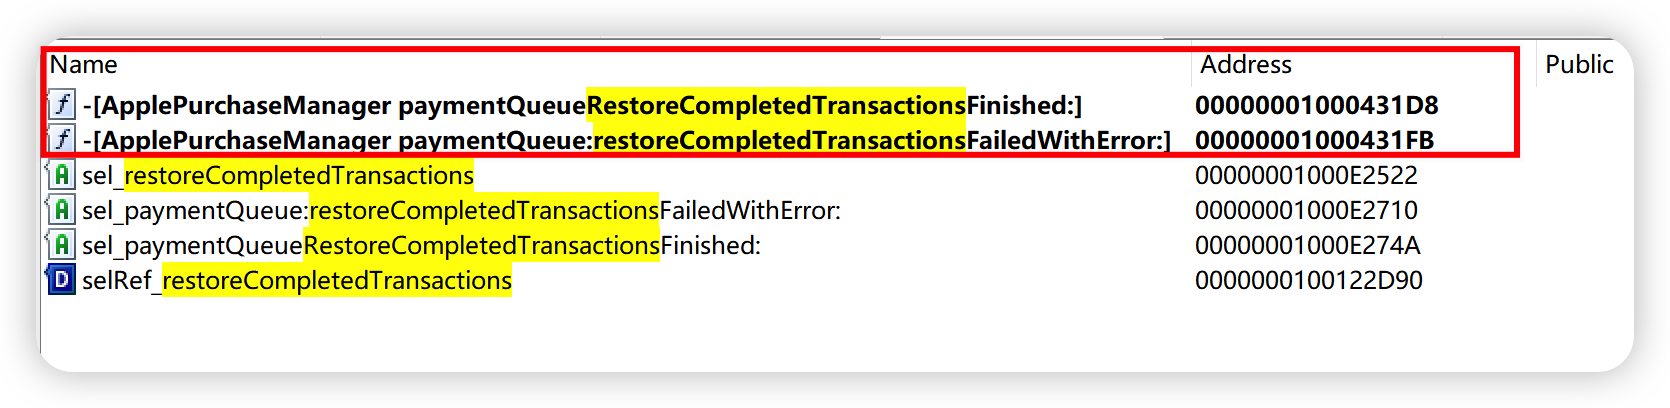 Name Address Public
f -[ApplePurchaseManager paymentQueueRestoreCompletedTransactionsFinished:] 00000001000431D8
f -[ApplePurchaseManager paymentQueue:restoreCompletedTransactionsFailedWithError:] 00000001000431FB
A sel_restoreCompletedTransactions 00000001000E2522
A sel_paymentQueue:restoreCompletedTransactionsFailedWithError: 00000001000E2710
A sel_paymentQueueRestoreCompletedTransactionsFinished: 00000001000E274A
D selRef_restoreCompletedTransactions 0000000100122D90